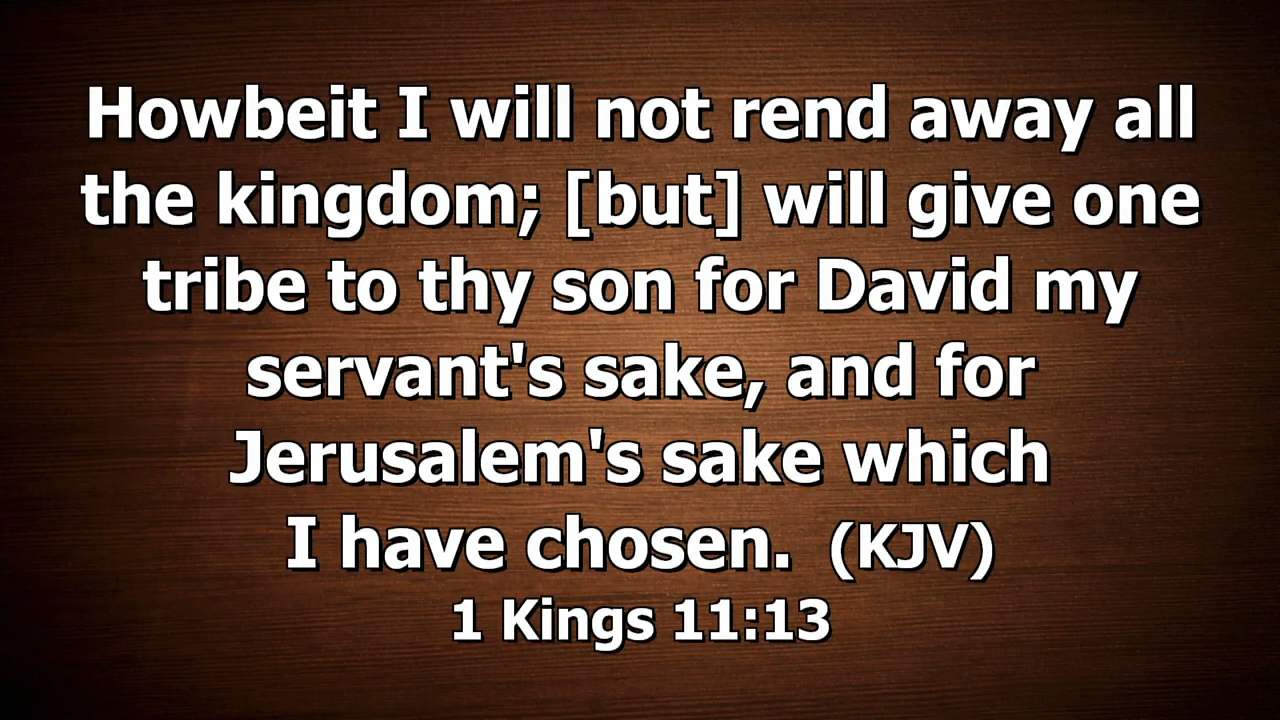 Howbeit I will not rend away all
the kingdom; [but] will give one
tribe to thy son for David my
servant's sake, and for
Jerusalem's sake which
I have chosen. (KJV)
1 Kings 11:13